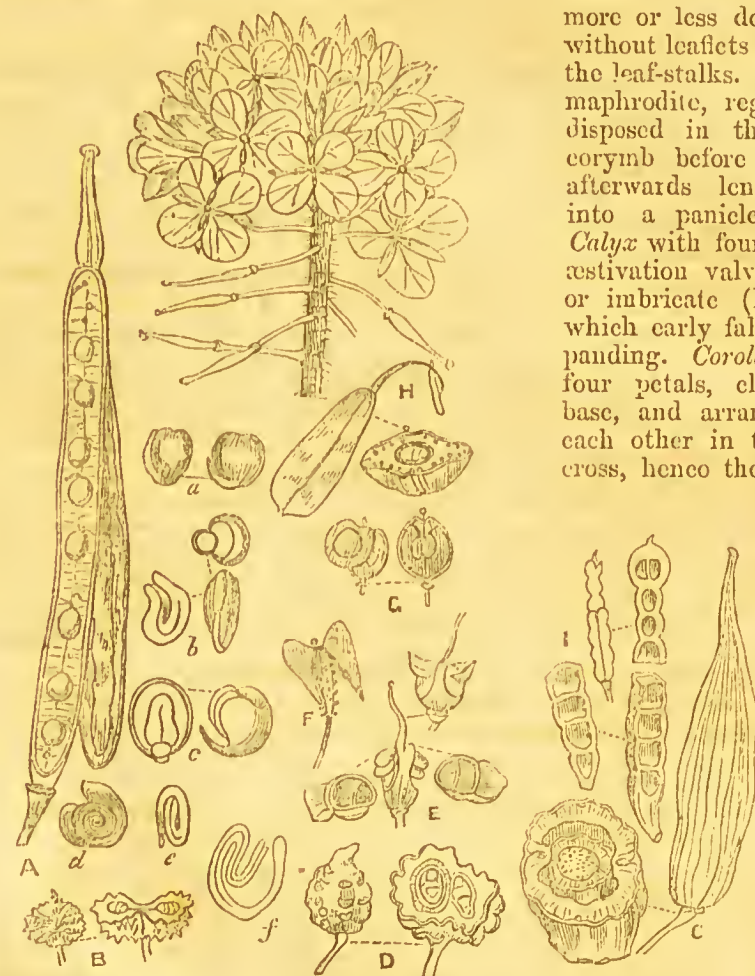 more or less de
without leaflets
the leaf-stalks.
maphrodite, reg
disposed in th
corymb before
afterwards len
into a panicle
Calyx with four
æstivation valv
or imbricate (
which early fal
panding. Corol
four petals, cl
base, and arran
each other in t
cross, hence the
H
a
G
I
b
F
c
E
A
d
e
f
B
D
C